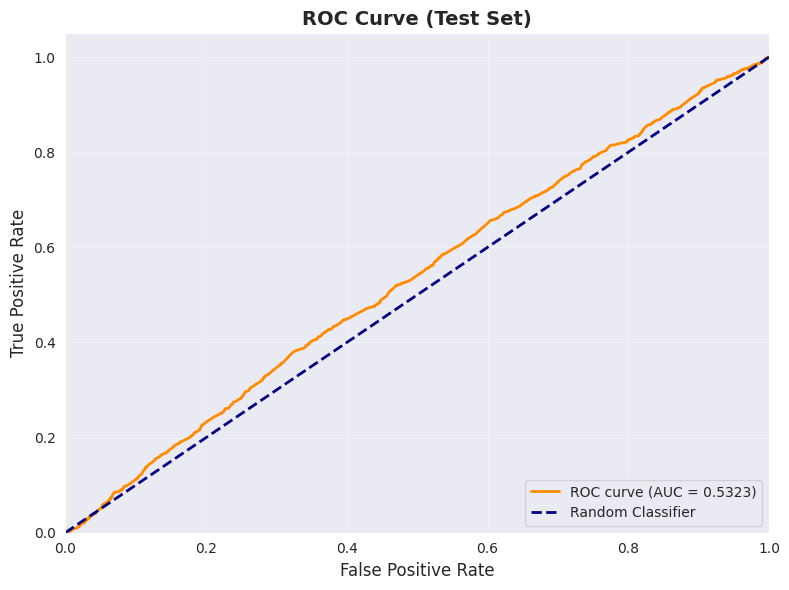 ROC Curve (Test Set)
1.0
0.8
0.6
0.4
0.2
0.0
True Positive Rate
0.0 0.2 0.4 0.6 0.8 1.0
False Positive Rate
ROC curve (AUC = 0.5323)
Random Classifier